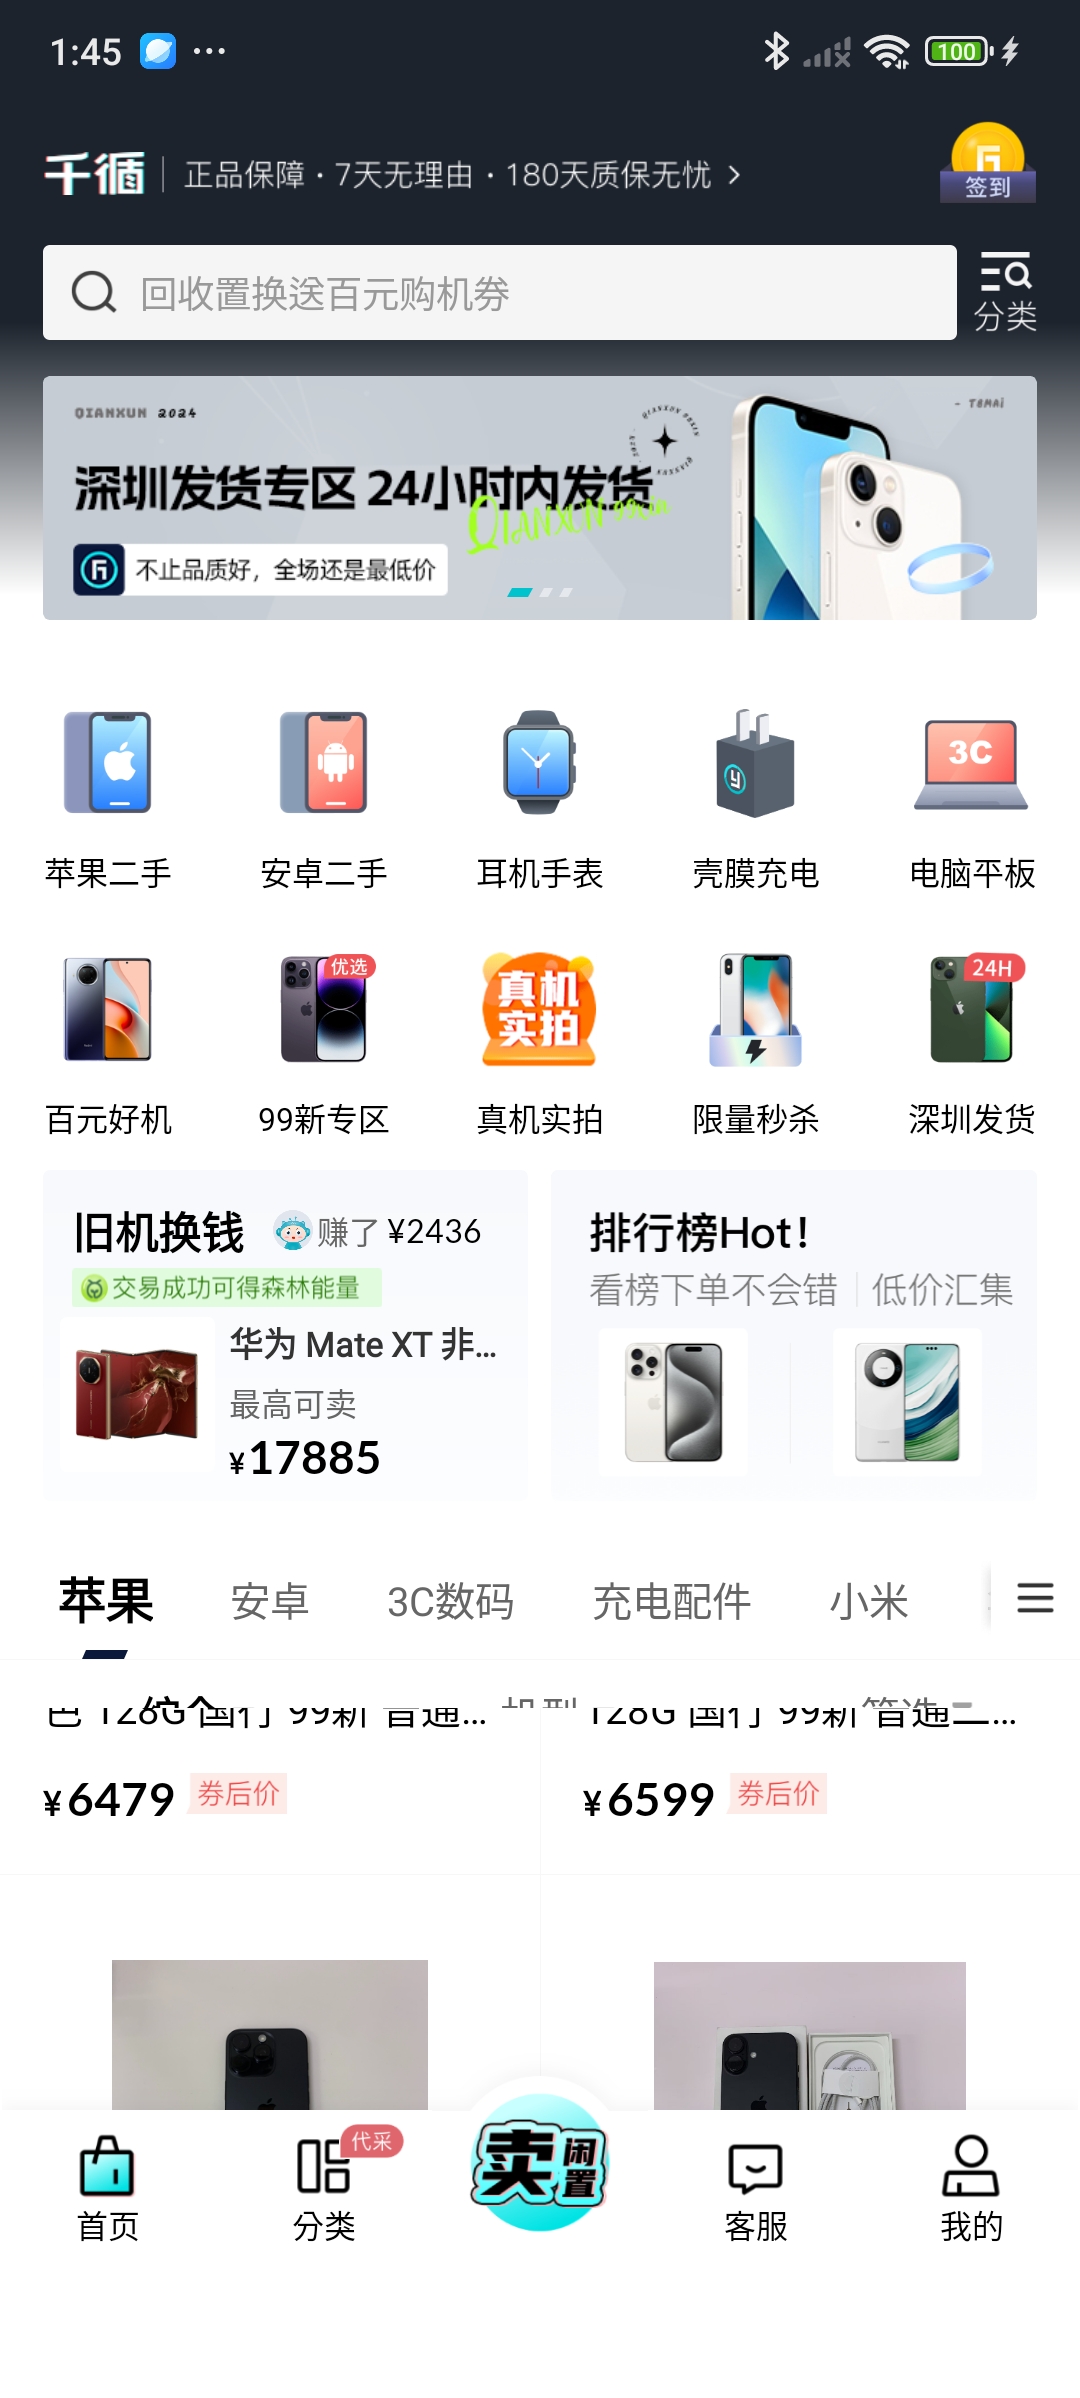 1:45
100
千循 正品保障·7天无理由·180天质保无忧
签到
回收置换送百元购机券
分类
QIANXUN 2024
- TEMAI
深圳发货专区 24小时内发货
QIANXUN 99xin
不止品质好，全场还是最低价
3C
苹果二手 安卓二手 耳机手表 壳膜充电 电脑平板
优选
真机实拍
24H
百元好机 99新专区 真机实拍 限量秒杀 深圳发货
旧机换钱 赚了 ¥2436
交易成功可得森林能量
华为 Mate XT 非...
最高可卖
¥17885
排行榜Hot!
看榜下单不会错 低价汇集
苹果 安卓 3C数码 充电配件 小米
色 128G 国行 99新 普通...
128G 国行 99新 普通二...
¥6479 券后价
¥6599 券后价
代采
卖闲置
首页 分类 客服 我的